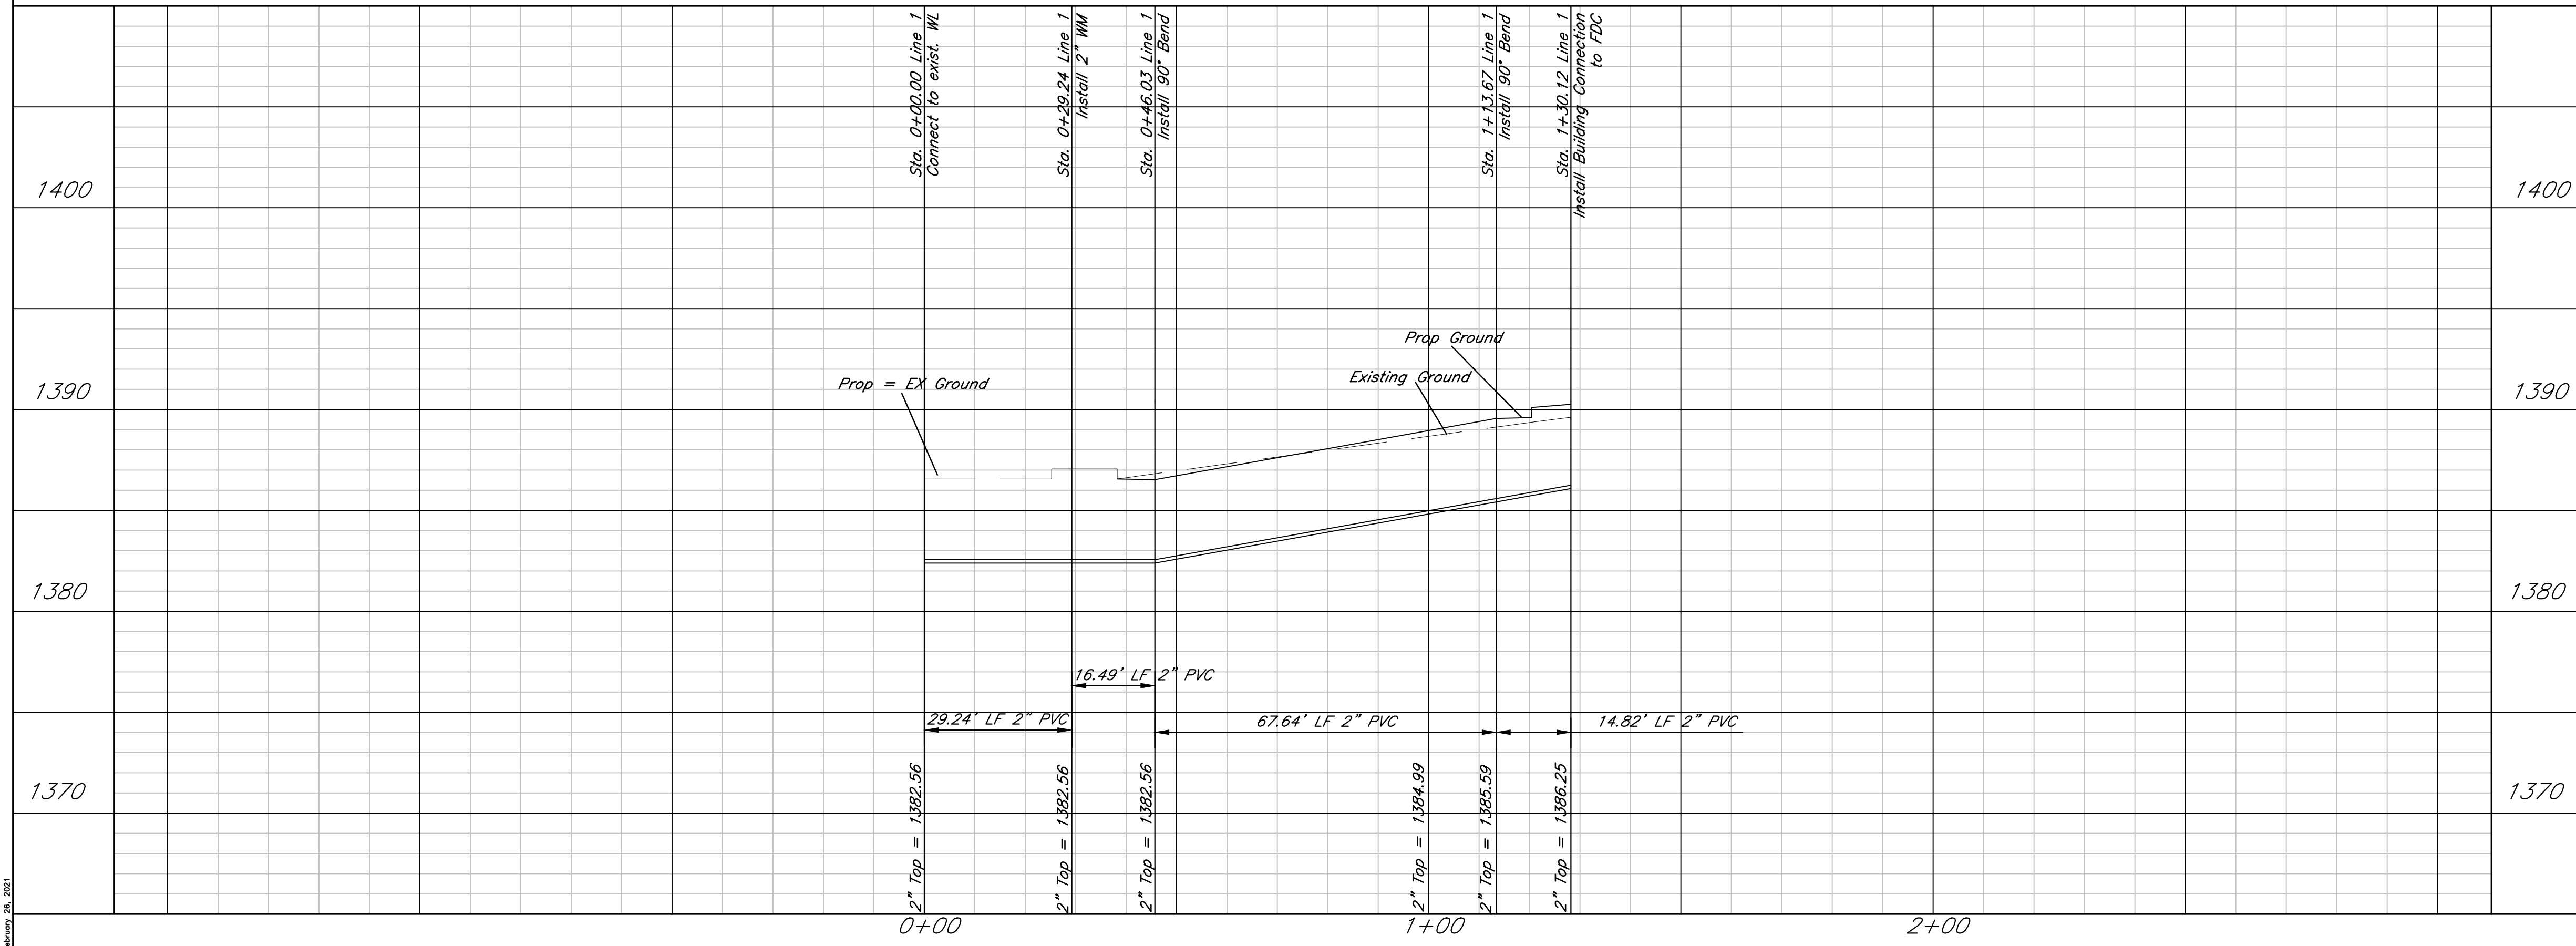 Sta. 0+00.00 Line 1
Connect to exist. WL
Sta. 0+29.24 Line 1
Install 2" WM
Sta. 0+46.03 Line 1
Install 90° Bend
Sta. 1+13.67 Line 1
Install 90° Bend
Sta. 1+30.12 Line 1
Install Building Connection
to FDC
1400
1400
Prop Ground
Existing Ground
Prop = EX Ground
1390
1390
1380
1380
16.49' LF 2" PVC
29.24' LF 2" PVC
67.64' LF 2" PVC
14.82' LF 2" PVC
1370
1370
2" Top = 1382.56
2" Top = 1382.56
2" Top = 1382.56
2" Top = 1384.99
2" Top = 1385.59
2" Top = 1386.25
0+00
1+00
2+00
26, 2021